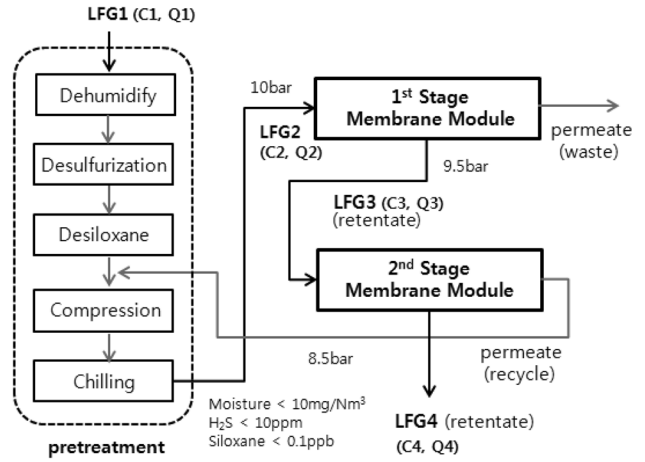 LFG1 (C1, Q1)
Dehumidify
Desulfurization
Desiloxane
Compression
Chilling
pretreatment
10bar
LFG2
(C2, Q2)
1st Stage
Membrane Module
permeate
(waste)
9.5bar
LFG3 (C3, Q3)
(retentate)
2nd Stage
Membrane Module
8.5bar
permeate
(recycle)
Moisture < 10mg/Nm³
H₂S < 10ppm
Siloxane < 0.1ppb
LFG4 (retentate)
(C4, Q4)